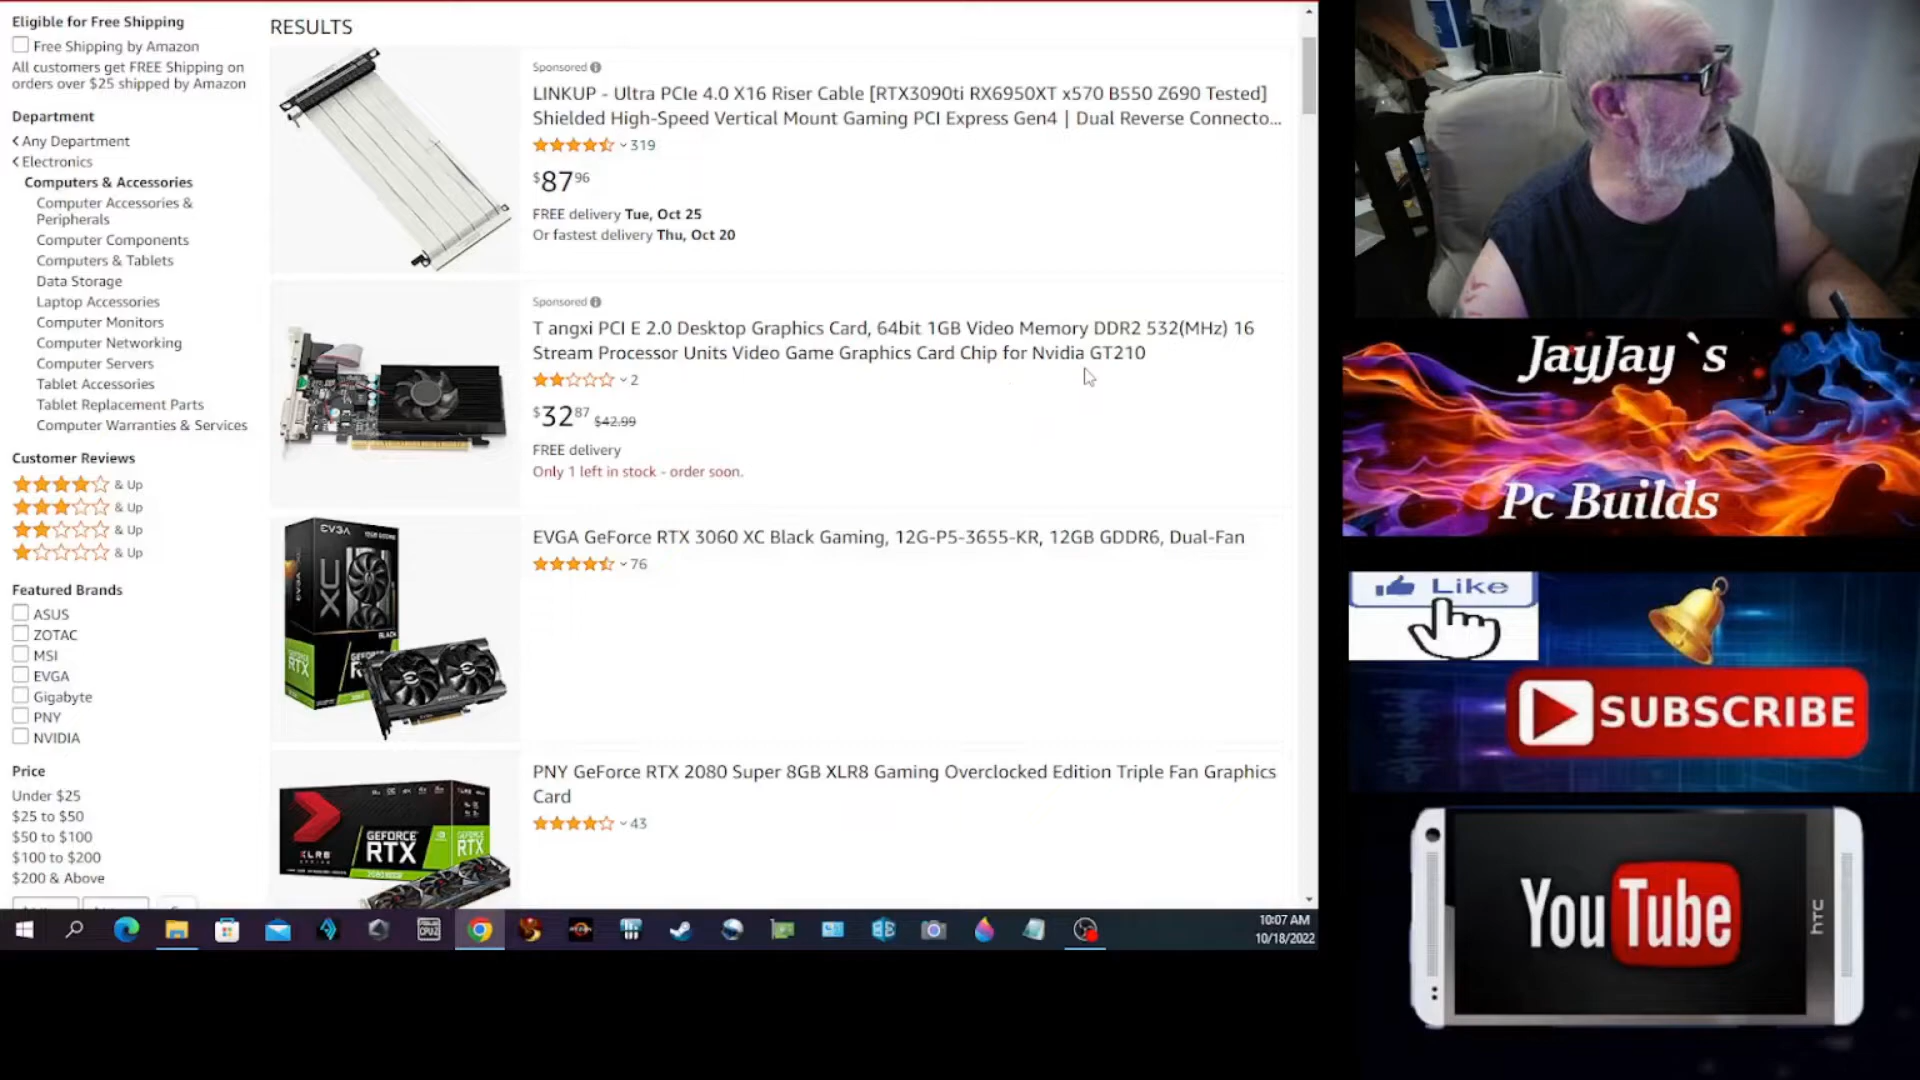 Eligible for Free Shipping
Free Shipping by Amazon
All customers get FREE Shipping on
orders over $25 shipped by Amazon
Department
Any Department
Electronics
Computers & Accessories
Computer Accessories &
Peripherals
Computer Components
Computers & Tablets
Data Storage
Laptop Accessories
Computer Monitors
Computer Networking
Computer Servers
Tablet Accessories
Tablet Replacement Parts
Computer Warranties & Services
Customer Reviews
& Up
& Up
& Up
& Up
Featured Brands
ASUS
ZOTAC
MSI
EVGA
Gigabyte
PNY
NVIDIA
Price
Under $25
$25 to $50
$50 to $100
$100 to $200
$200 & Above
RESULTS
Sponsored
LINKUP - Ultra PCIe 4.0 X16 Riser Cable [RTX3090ti RX6950XT x570 B550 Z690 Tested]
Shielded High-Speed Vertical Mount Gaming PCI Express Gen4 | Dual Reverse Connecto...
319
$87 96
FREE delivery Tue, Oct 25
Or fastest delivery Thu, Oct 20
Sponsored
T angxi PCI E 2.0 Desktop Graphics Card, 64bit 1GB Video Memory DDR2 532(MHz) 16
Stream Processor Units Video Game Graphics Card Chip for Nvidia GT210
2
$32 87 $42.99
FREE delivery
Only 1 left in stock - order soon.
EVGA
XC
BLACK
GEFORCE
RTX
EVGA GeForce RTX 3060 XC Black Gaming, 12G-P5-3655-KR, 12GB GDDR6, Dual-Fan
76
XLR8
GEFORCE
RTX
PNY GeForce RTX 2080 Super 8GB XLR8 Gaming Overclocked Edition Triple Fan Graphics
Card
43
10:07 AM
10/18/2022
JayJay`s
Pc Builds
Like
SUBSCRIBE
YouTube
hTC